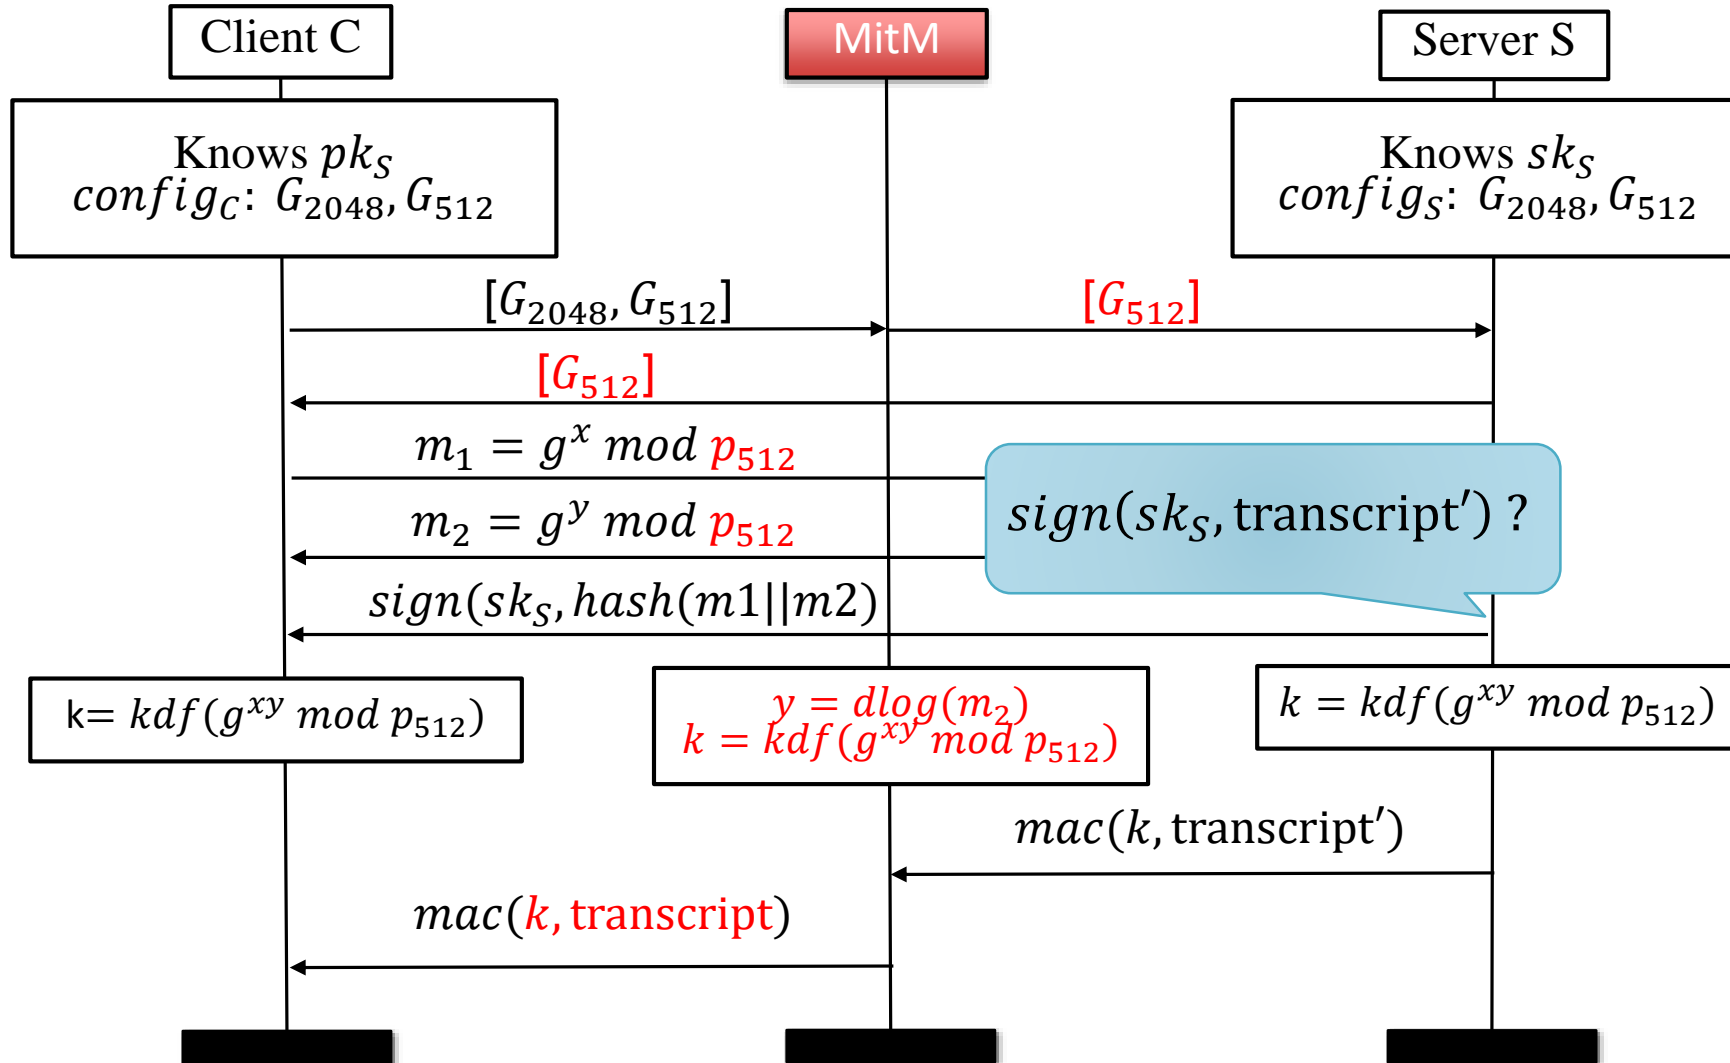 Client C
MitM
Server S
Knows 𝑝𝑘_S
𝑐𝑜𝑛𝑓𝑖𝑔_C: 𝐺_2048, 𝐺_512
Knows 𝑠𝑘_S
𝑐𝑜𝑛𝑓𝑖𝑔_S: 𝐺_2048, 𝐺_512
[𝐺_2048, 𝐺_512]
[𝐺_512]
[𝐺_512]
𝑚_1 = 𝑔^x 𝑚𝑜𝑑 𝑝_512
𝑚_2 = 𝑔^y 𝑚𝑜𝑑 𝑝_512
𝑠𝑖𝑔𝑛(𝑠𝑘_S, transcript′) ?
𝑠𝑖𝑔𝑛(𝑠𝑘_S, ℎ𝑎𝑠ℎ(𝑚1||𝑚2)
k= 𝑘𝑑𝑓(𝑔^xy 𝑚𝑜𝑑 𝑝_512)
𝑦 = 𝑑𝑙𝑜𝑔(𝑚_2)
𝑘 = 𝑘𝑑𝑓(𝑔^xy 𝑚𝑜𝑑 𝑝_512)
𝑘 = 𝑘𝑑𝑓(𝑔^xy 𝑚𝑜𝑑 𝑝_512)
𝑚𝑎𝑐(𝑘, transcript′)
𝑚𝑎𝑐(𝑘, transcript)